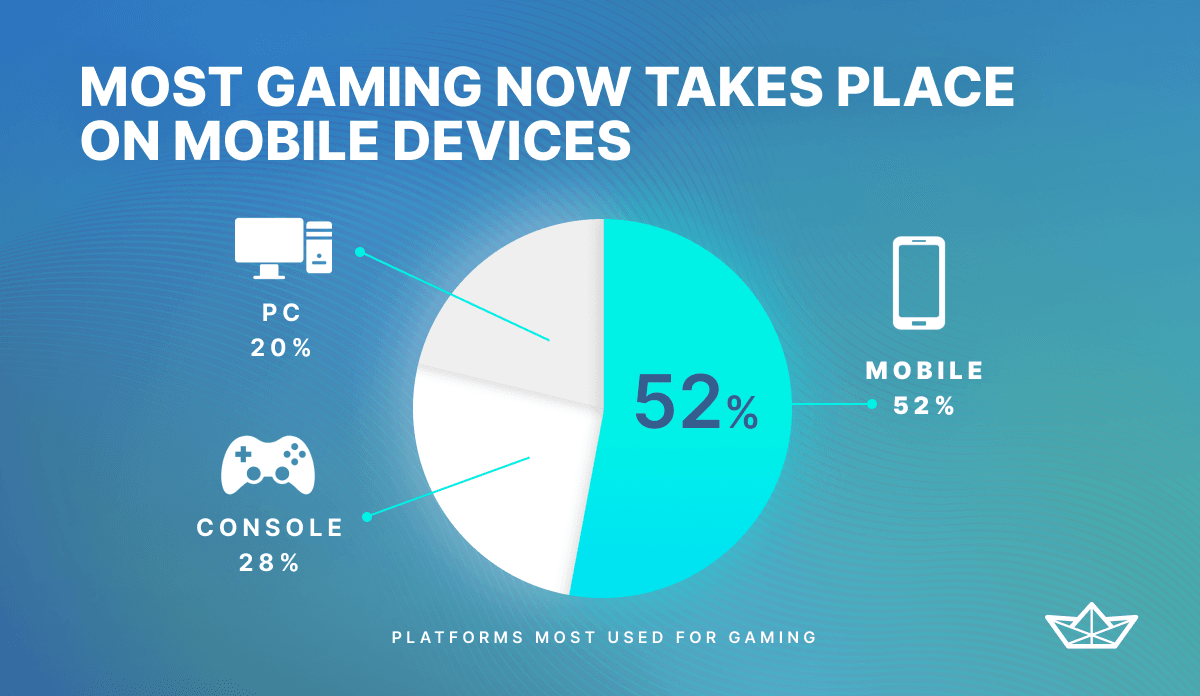 MOST GAMING NOW TAKES PLACE
ON MOBILE DEVICES
PC
20%
CONSOLE
28%
52%
MOBILE
52%
PLATFORMS MOST USED FOR GAMING